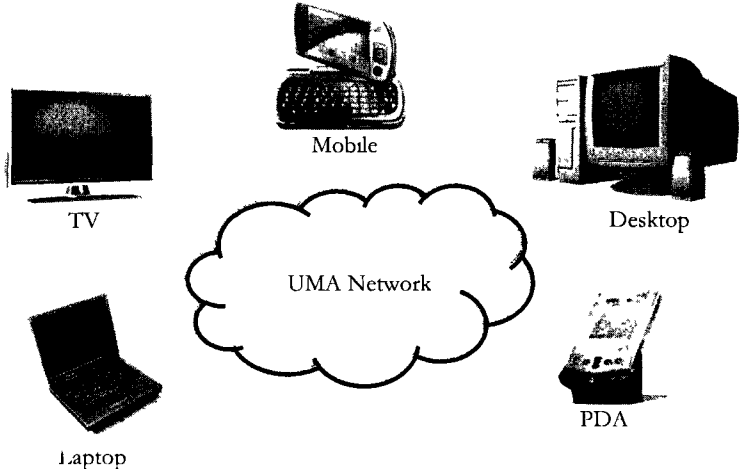 Mobile
TV
Desktop
UMA Network
PDA
Laptop